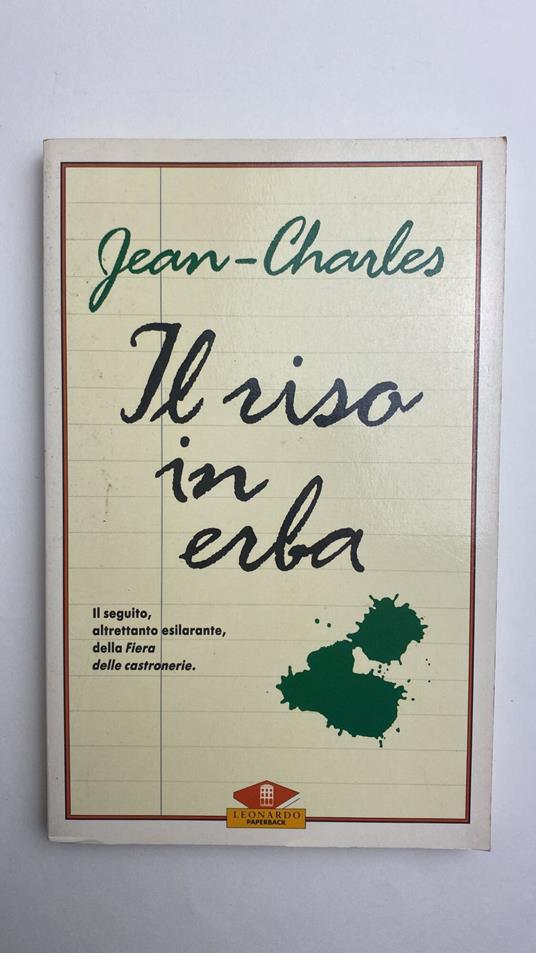 Jean-Charles
Il riso
in
erba
Il seguito,
altrettanto esilarante,
della Fiera
delle castronerie.
LEONARDO
PAPERBACK